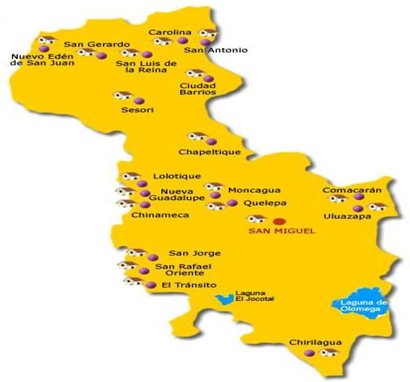 Carolina
San Gerardo
San Antonio
Nuevo Edén
de San Juan
San Luis de
la Reina
Ciudad
Barrios
Sesori
Chapeltique
Lolotique
Nueva
Guadalupe
Moncagua
Comacarán
Quelepa
Chinameca
Uluazapa
SAN MIGUEL
San Jorge
San Rafael
Oriente
El Tránsito
Laguna
El Jocotal
Laguna de
Olomega
Chirilagua